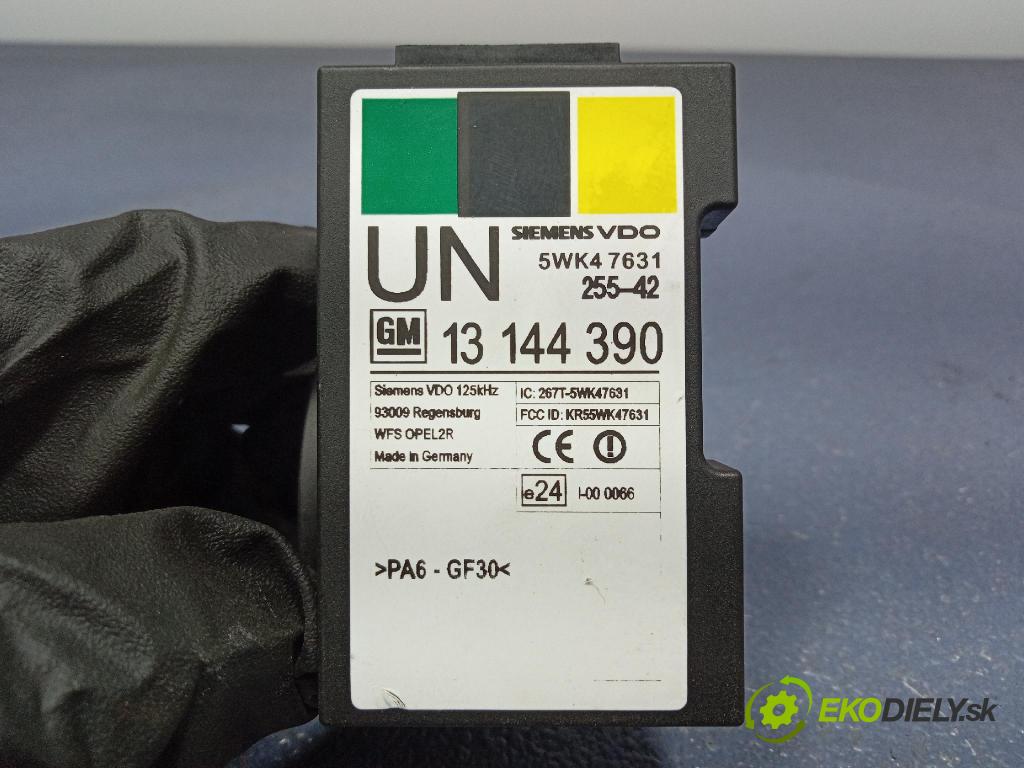 UN
SIEMENS VDO
5WK4 7631
255-42
GM 13 144 390
Siemens VDO 125kHz
93009 Regensburg
WFS OPEL2R
Made in Germany
IC: 267T-5WK47631
FCC ID: KR55WK47631
CE
e24 I-00 0066
>PA6 - GF30<
EKODIELY.sk